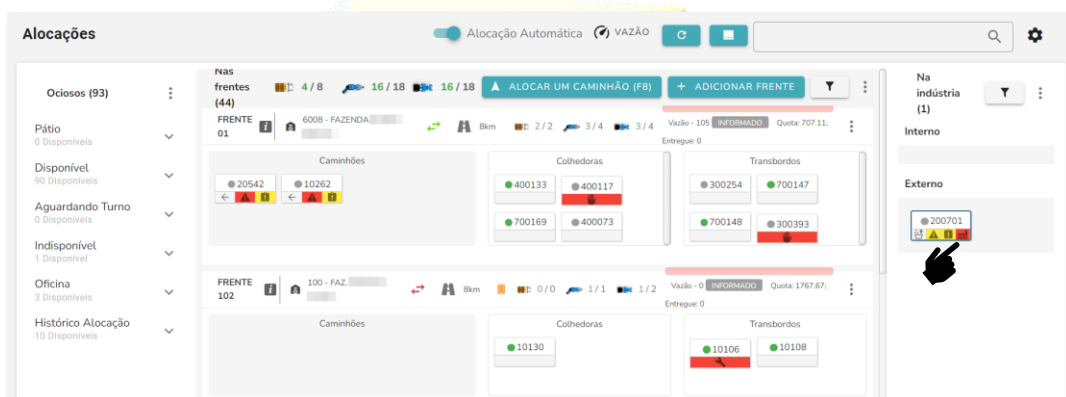 Alocações
Alocação Automática VAZÃO
Ociosos (93)
Pátio
0 Disponíveis
Disponível
90 Disponíveis
Aguardando Turno
0 Disponíveis
Indisponível
1 Disponível
Oficina
3 Disponíveis
Histórico Alocação
10 Disponíveis
Nas frentes (44)
4 / 8 16 / 18 16 / 18 ALOCAR UM CAMINHÃO (F8) + ADICIONAR FRENTE
FRENTE 01 6008 - FAZENDA 8km 2 / 2 3 / 4 3 / 4 Vazão - 105 INFORMADO Quota: 707.11;
Entregue: 0
Caminhões
20542 10262
Colhedoras
400133 400117
700169 400073
Transbordos
300254 700147
700148 300393
FRENTE 102 100 - FAZ. 8km 0 / 0 1 / 1 1 / 2 Vazão - 0 INFORMADO Quota: 1767,67;
Entregue: 0
Caminhões
Colhedoras
10130
Transbordos
10106 10108
Na indústria (1)
Interno
Externo
200701